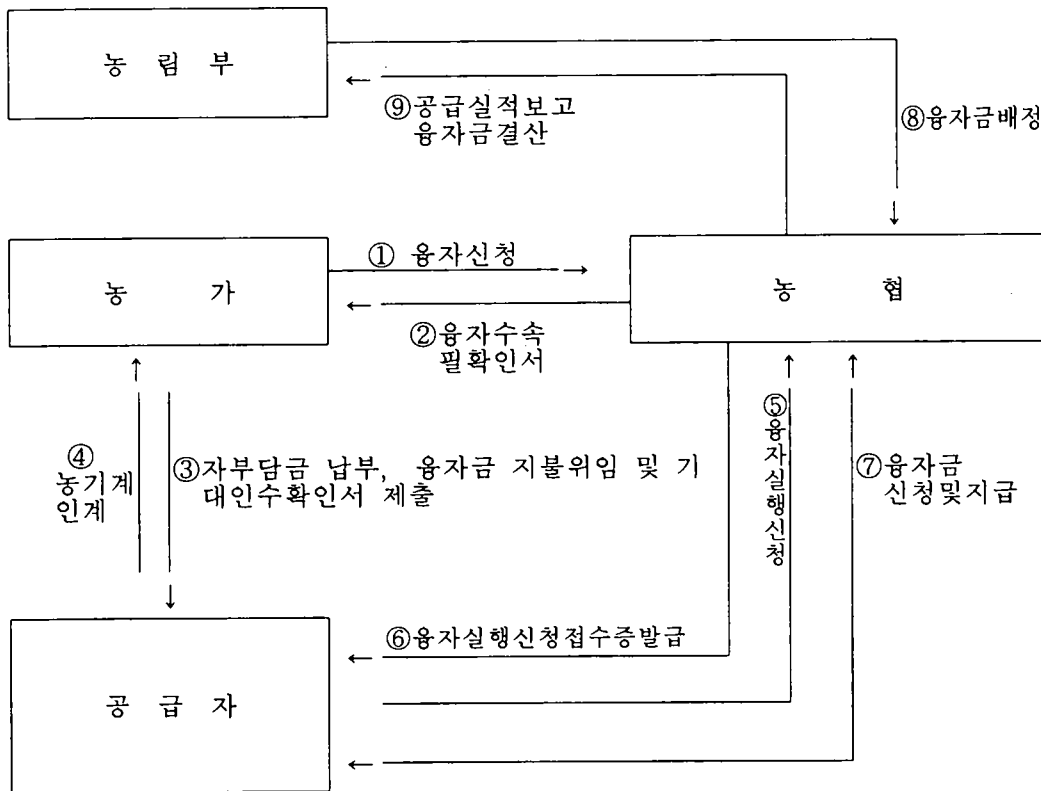 농 림 부
⑨공급실적보고
융자금결산
⑧융자금배정
① 융자신청
농 가
농 협
②융자수속
필확인서
④
농기계
인계
③자부담금 납부, 융자금 지불위임 및 기
대인수확인서 제출
⑤융자실행신청
⑦융자금
신청및지급
⑥융자실행신청접수증발급
공 급 자